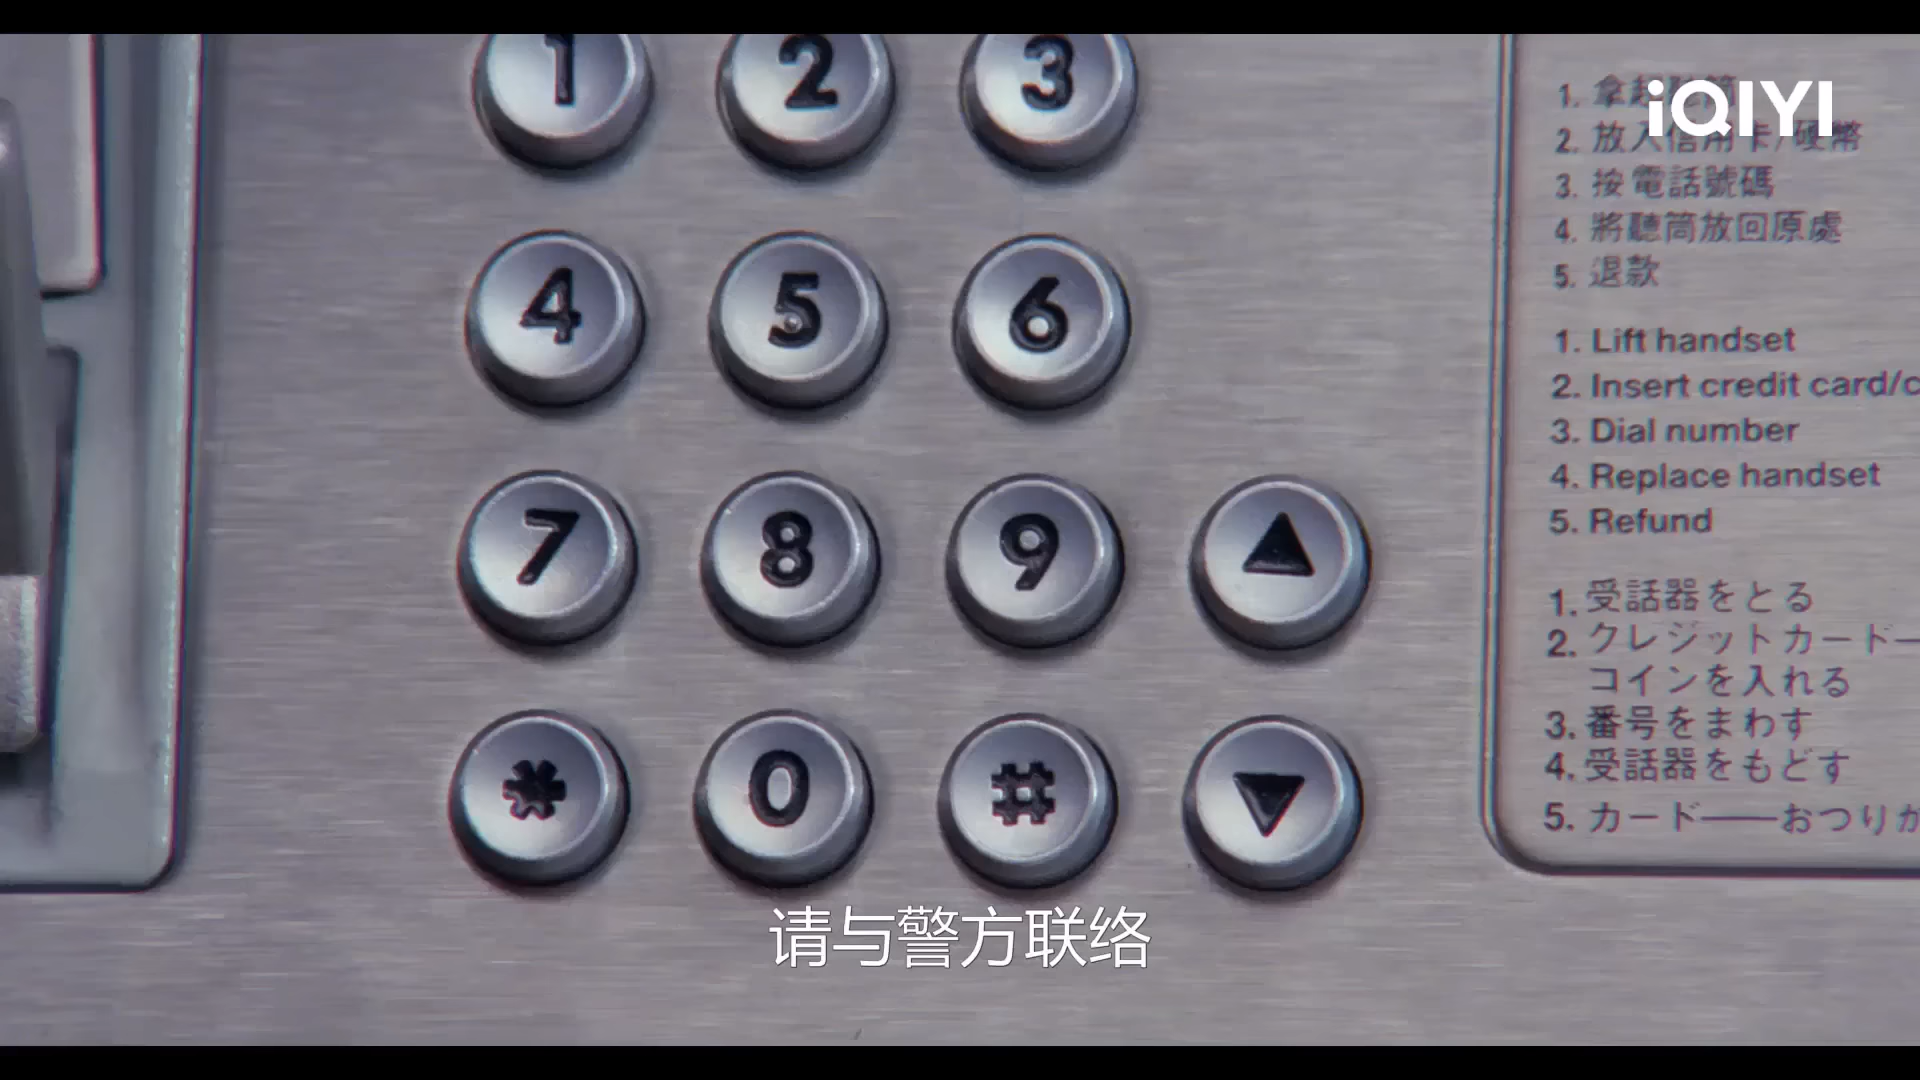 1 2 3
4 5 6
7 8 9
* 0 #
iQIYI
1. 拿起
2. 放入信用卡/硬幣
3. 按電話號碼
4. 將聽筒放回原處
5. 退款
1. Lift handset
2. Insert credit card/c
3. Dial number
4. Replace handset
5. Refund
1. 受話器をとる
2. クレジットカード—
コインを入れる
3. 番号をまわす
4. 受話器をもどす
5. カード——おつりが
请与警方联络